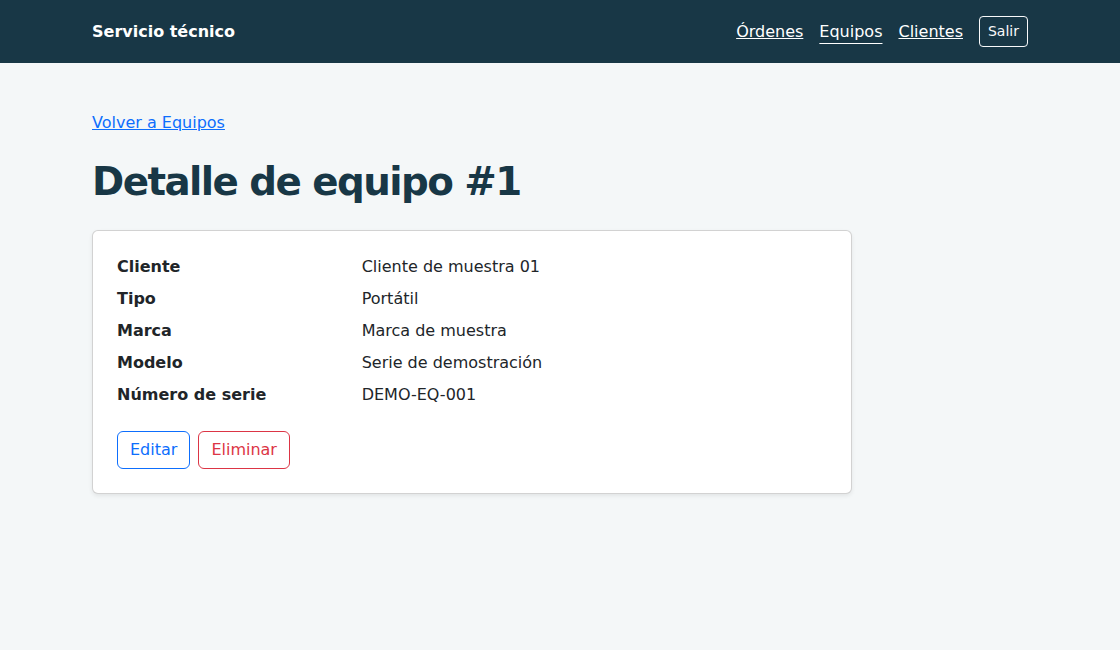 Servicio técnico Órdenes Equipos Clientes Salir
Volver a Equipos
Detalle de equipo #1
Cliente Cliente de muestra 01
Tipo Portátil
Marca Marca de muestra
Modelo Serie de demostración
Número de serie DEMO-EQ-001
Editar Eliminar